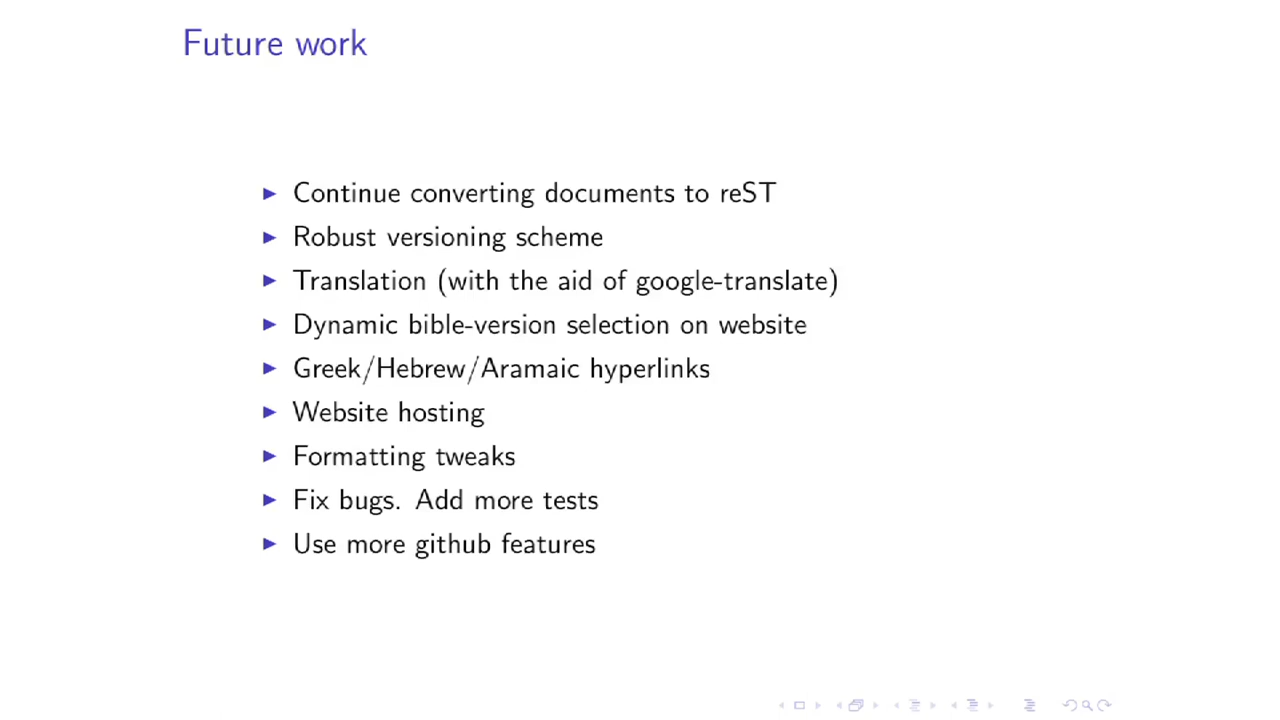 Future work
Continue converting documents to reST
Robust versioning scheme
Translation (with the aid of google-translate)
Dynamic bible-version selection on website
Greek/Hebrew/Aramaic hyperlinks
Website hosting
Formatting tweaks
Fix bugs. Add more tests
Use more github features